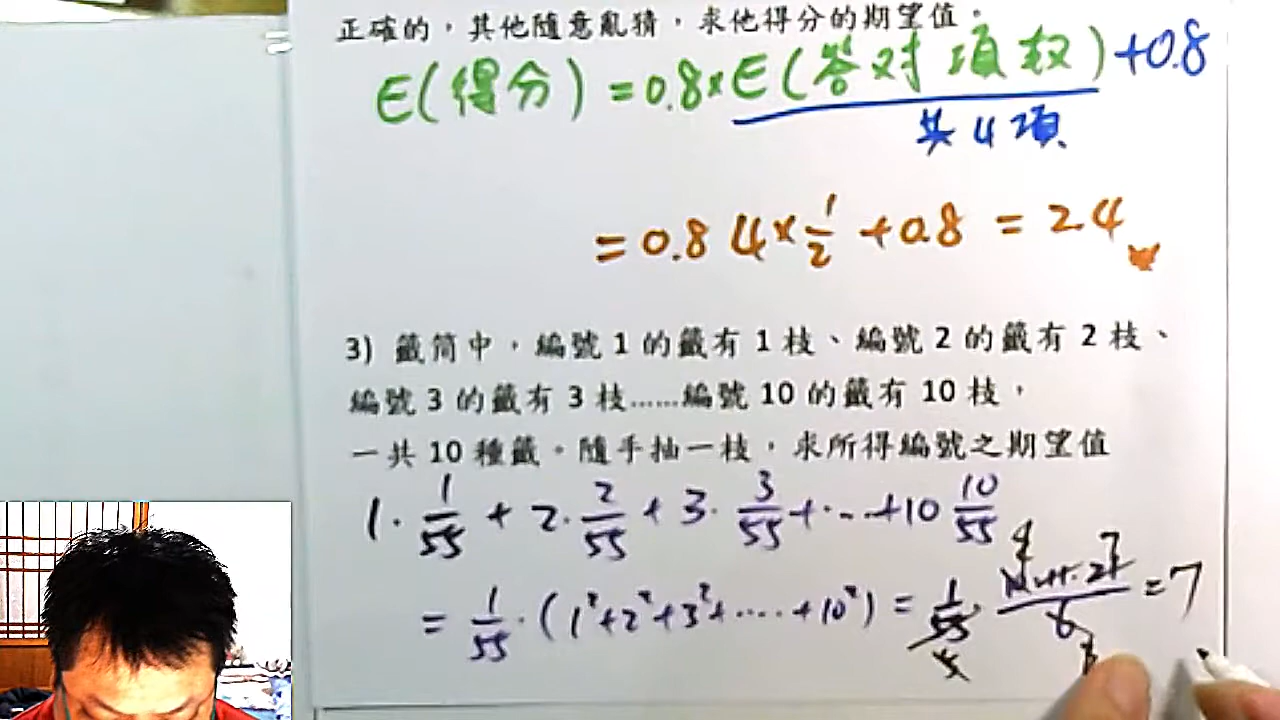 正確的，其他隨意亂猜，求他得分的期望值。
E(得分) = 0.8×E(答对項数)+0.8
共4項
= 0.8 4×1/2 +0.8 = 2.4
3) 籤筒中，編號 1 的籤有 1 枝、編號 2 的籤有 2 枝、
編號 3 的籤有 3 枝……編號 10 的籤有 10 枝，
一共 10 種籤。隨手抽一枝，求所得編號之期望值
1·1/55 + 2·2/55 + 3·3/55 +···+10 10/55
= 1/55·(1²+2²+3²+····+10²) = 1/55· 10·11·21/6 = 7